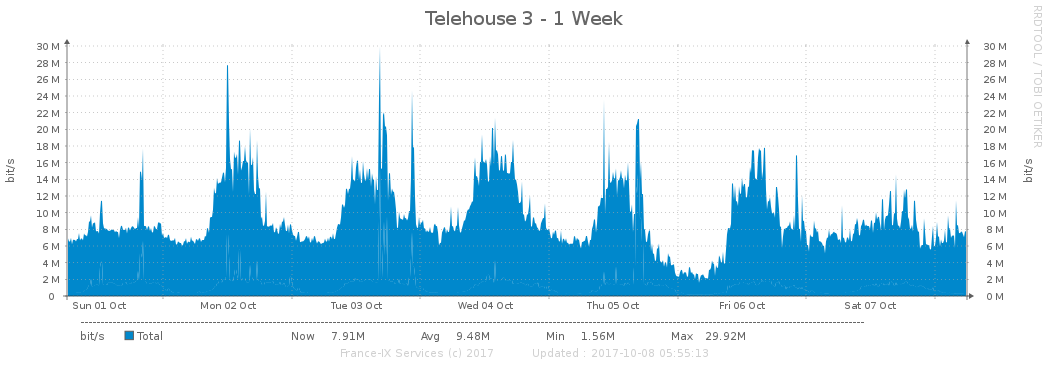 Telehouse 3 - 1 Week
RRDTOOL / TOBI OETIKER
bit/s
30 M 30 M
28 M 28 M
26 M 26 M
24 M 24 M
22 M 22 M
20 M 20 M
18 M 18 M
16 M 16 M
14 M 14 M
12 M 12 M
10 M 10 M
8 M 8 M
6 M 6 M
4 M 4 M
2 M 2 M
0 0 M
bit/s
Sun 01 Oct Mon 02 Oct Tue 03 Oct Wed 04 Oct Thu 05 Oct Fri 06 Oct Sat 07 Oct
bit/s Total Now 7.91M Avg 9.48M Min 1.56M Max 29.92M
France-IX Services (c) 2017 Updated : 2017-10-08 05:55:13